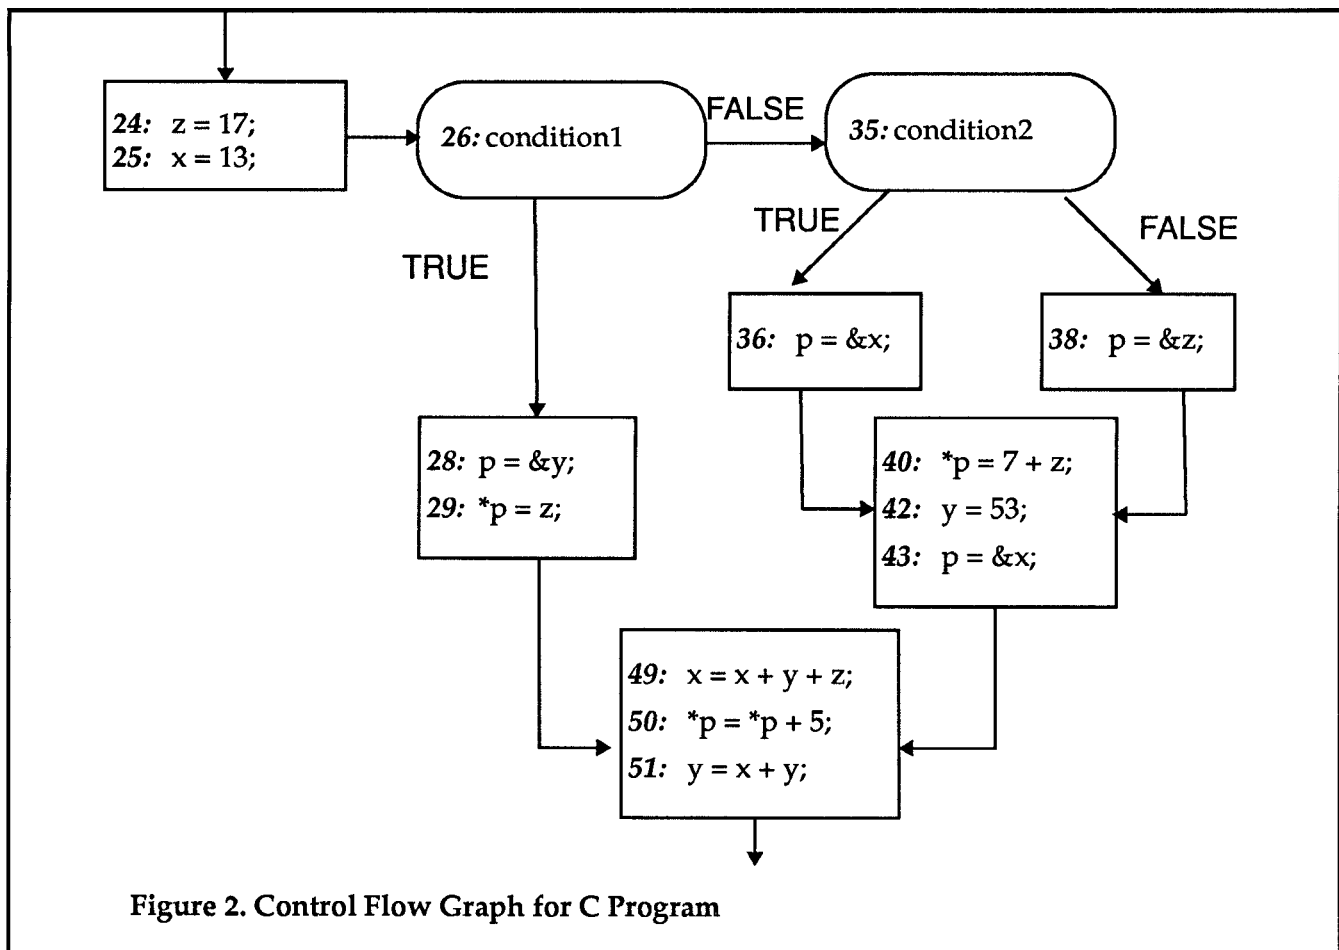 24: z = 17;
25: x = 13;
26: condition1
FALSE
35: condition2
TRUE
TRUE
FALSE
36: p = &x;
38: p = &z;
28: p = &y;
29: *p = z;
40: *p = 7 + z;
42: y = 53;
43: p = &x;
49: x = x + y + z;
50: *p = *p + 5;
51: y = x + y;
Figure 2. Control Flow Graph for C Program